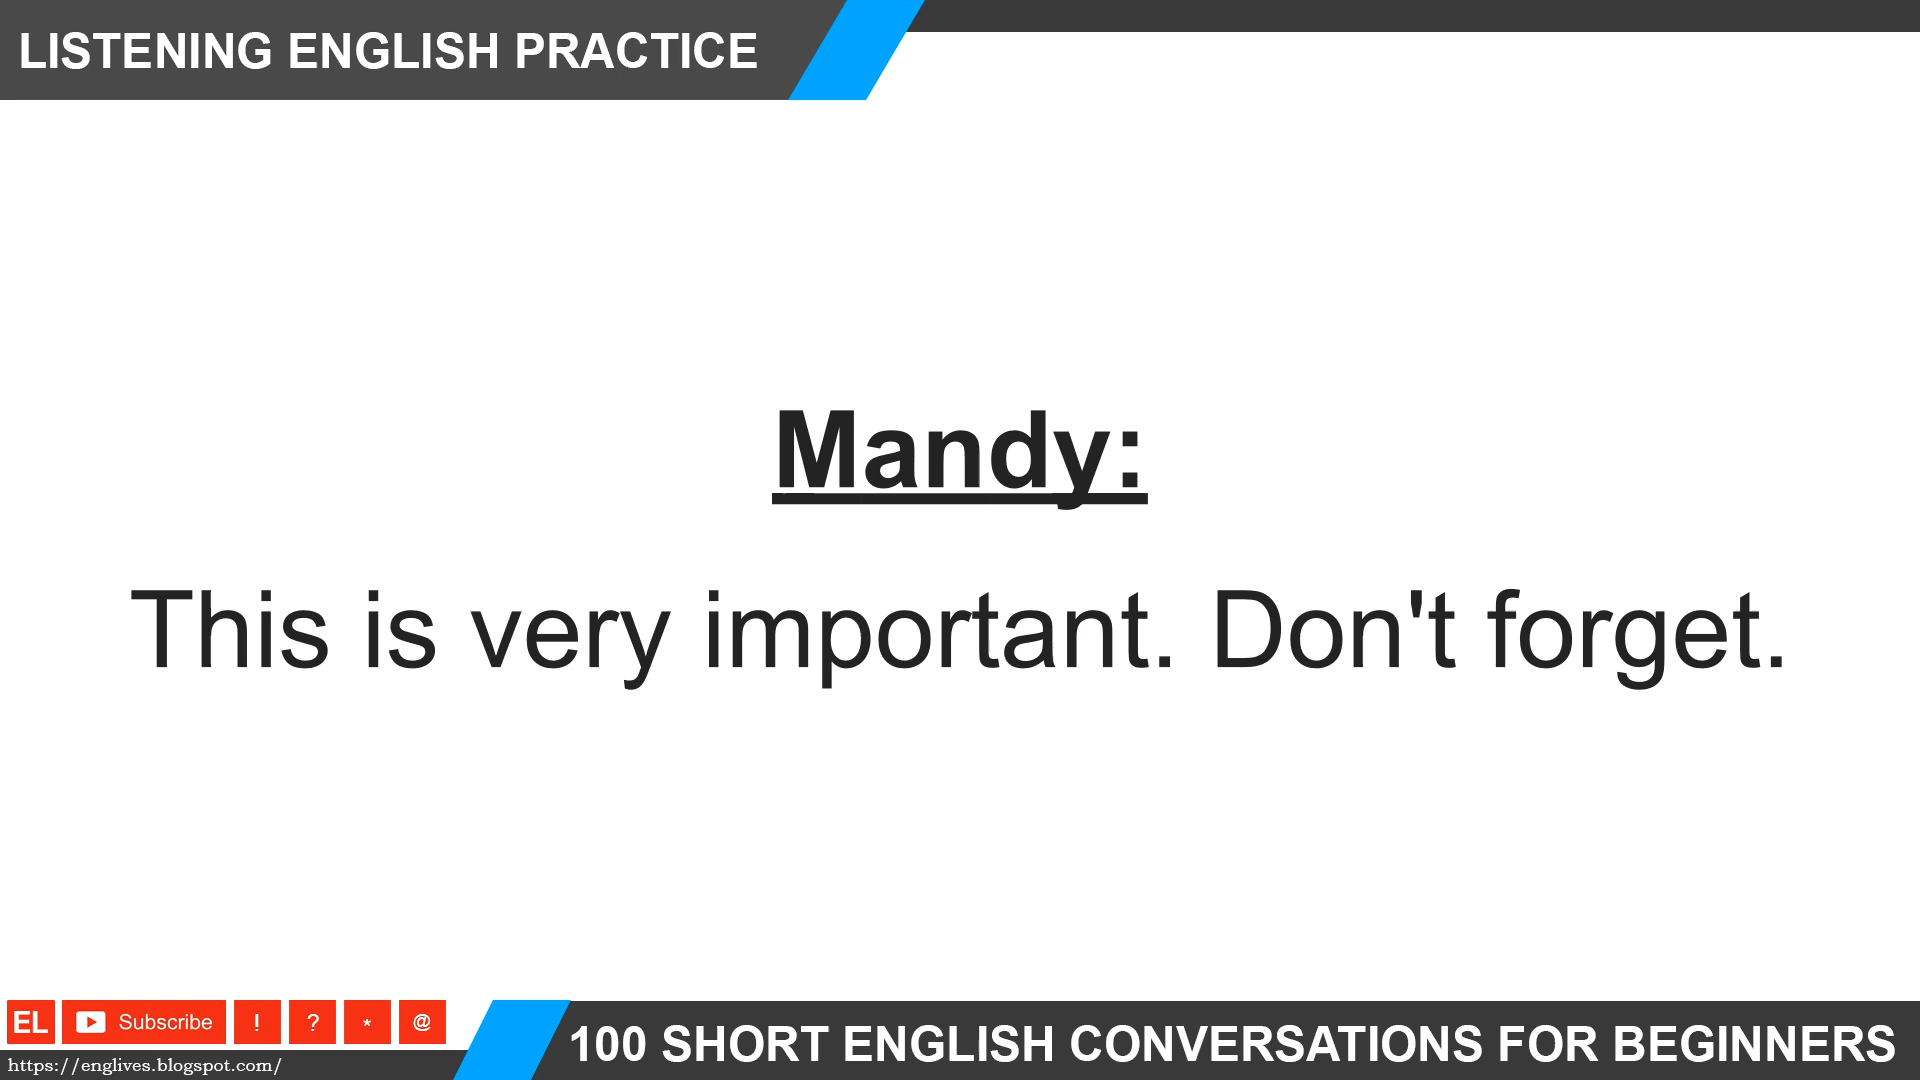 LISTENING ENGLISH PRACTICE
Mandy:
This is very important. Don't forget.
EL Subscribe ! ? * @
https://englives.blogspot.com/
100 SHORT ENGLISH CONVERSATIONS FOR BEGINNERS